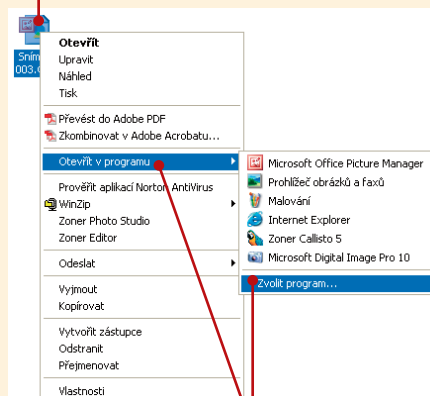 Sním
003.
Otevřít
Upravit
Náhled
Tisk
Převést do Adobe PDF
Zkombinovat v Adobe Acrobatu...
Otevřít v programu
Prověřit aplikací Norton AntiVirus
WinZip
Zoner Photo Studio
Zoner Editor
Odeslat
Vyjmout
Kopírovat
Vytvořit zástupce
Odstranit
Přejmenovat
Vlastnosti
Microsoft Office Picture Manager
Prohlížeč obrázků a faxů
Malování
Internet Explorer
Zoner Callisto 5
Microsoft Digital Image Pro 10
Zvolit program...